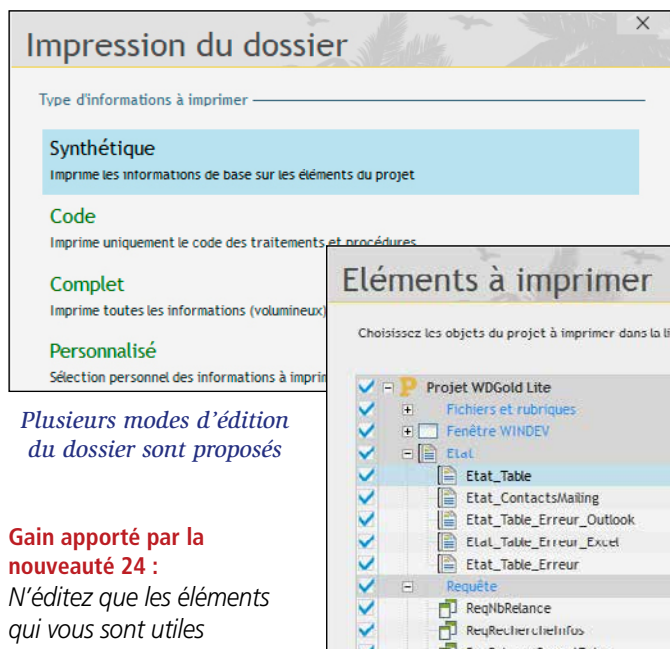 Impression du dossier
Type d'informations à imprimer
Synthétique
Imprime les informations de base sur les éléments du projet
Code
Imprime uniquement le code des traitements et procédures
Complet
Imprime toutes les informations (volumineux)
Personnalisé
Sélection personnel des informations à imprim
Plusieurs modes d'édition
du dossier sont proposés
Gain apporté par la
nouveauté 24 :
N'éditez que les éléments
qui vous sont utiles
Eléments à imprimer
Choisissez les objets du projet à imprimer dans la li
Projet WDGold Lite
Fichiers et rubriques
Fenêtre WINDEV
Etat
Etat_Table
Etat_ContactsMailing
Etat_Table_Erreur_Outlook
Etat_Table_Erreur_Excel
Etat_Table_Erreur
Requête
ReqNbRelance
ReqRechercheInfos